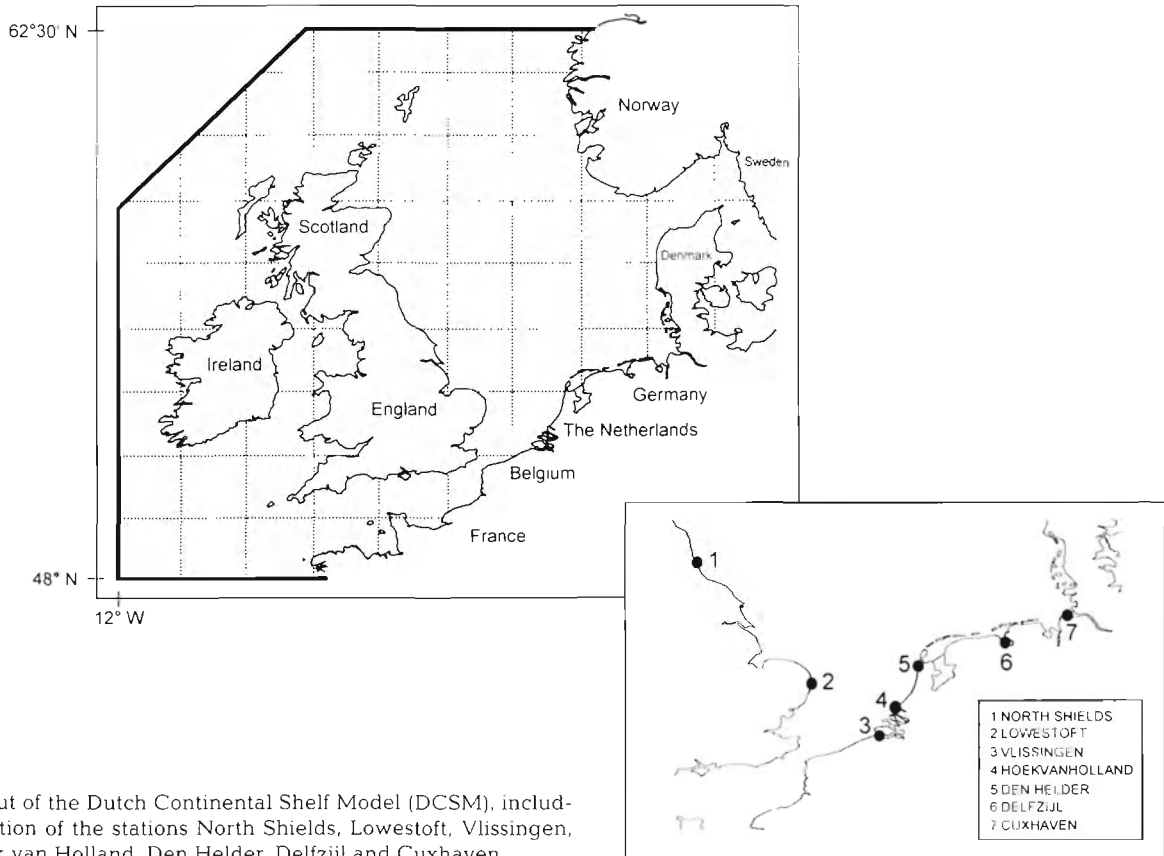 62°30' N
Norway
Sweden
Scotland
Denmark
Ireland
England
Germany
The Netherlands
Belgium
France
48° N
12° W
1
2
3
4
5
6
7
1 NORTH SHIELDS
2 LOWESTOFT
3 VLISSINGEN
4 HOEKVANHOLLAND
5 DEN HELDER
6 DELFZIJL
7 CUXHAVEN
of the Dutch Continental Shelf Model (DCSM), includ-
of the stations North Shields, Lowestoft, Vlissingen,
van Holland, Den Helder, Delfzijl and Cuxhaven